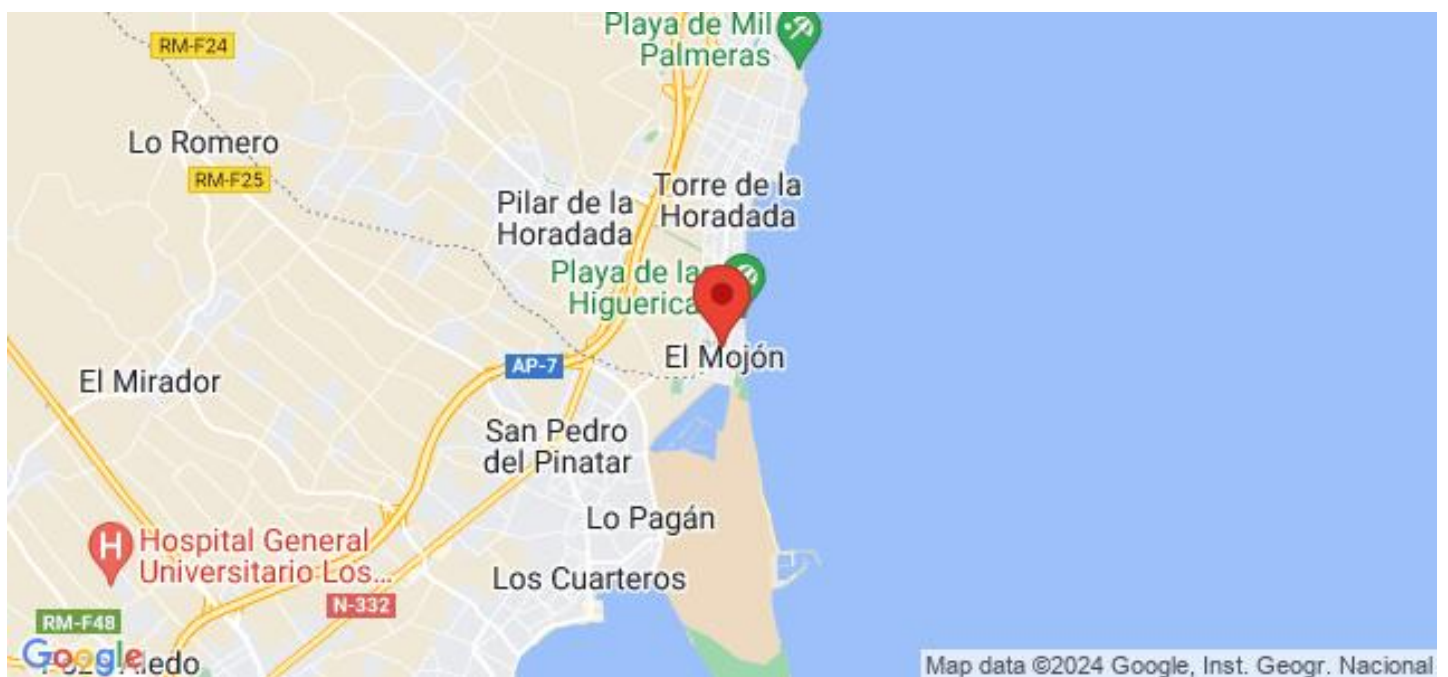 Playa de Mil
Palmeras
RM-F24
Lo Romero
RM-F25
Torre de la
Horadada
Pilar de la
Horadada
Playa de las
Higuerica
El Mojón
AP-7
El Mirador
San Pedro
del Pinatar
Lo Pagán
H
Hospital General
Universitario Los...
Los Cuarteros
N-332
RM-F48
Google
Aledo
Map data ©2024 Google, Inst. Geogr. Nacional